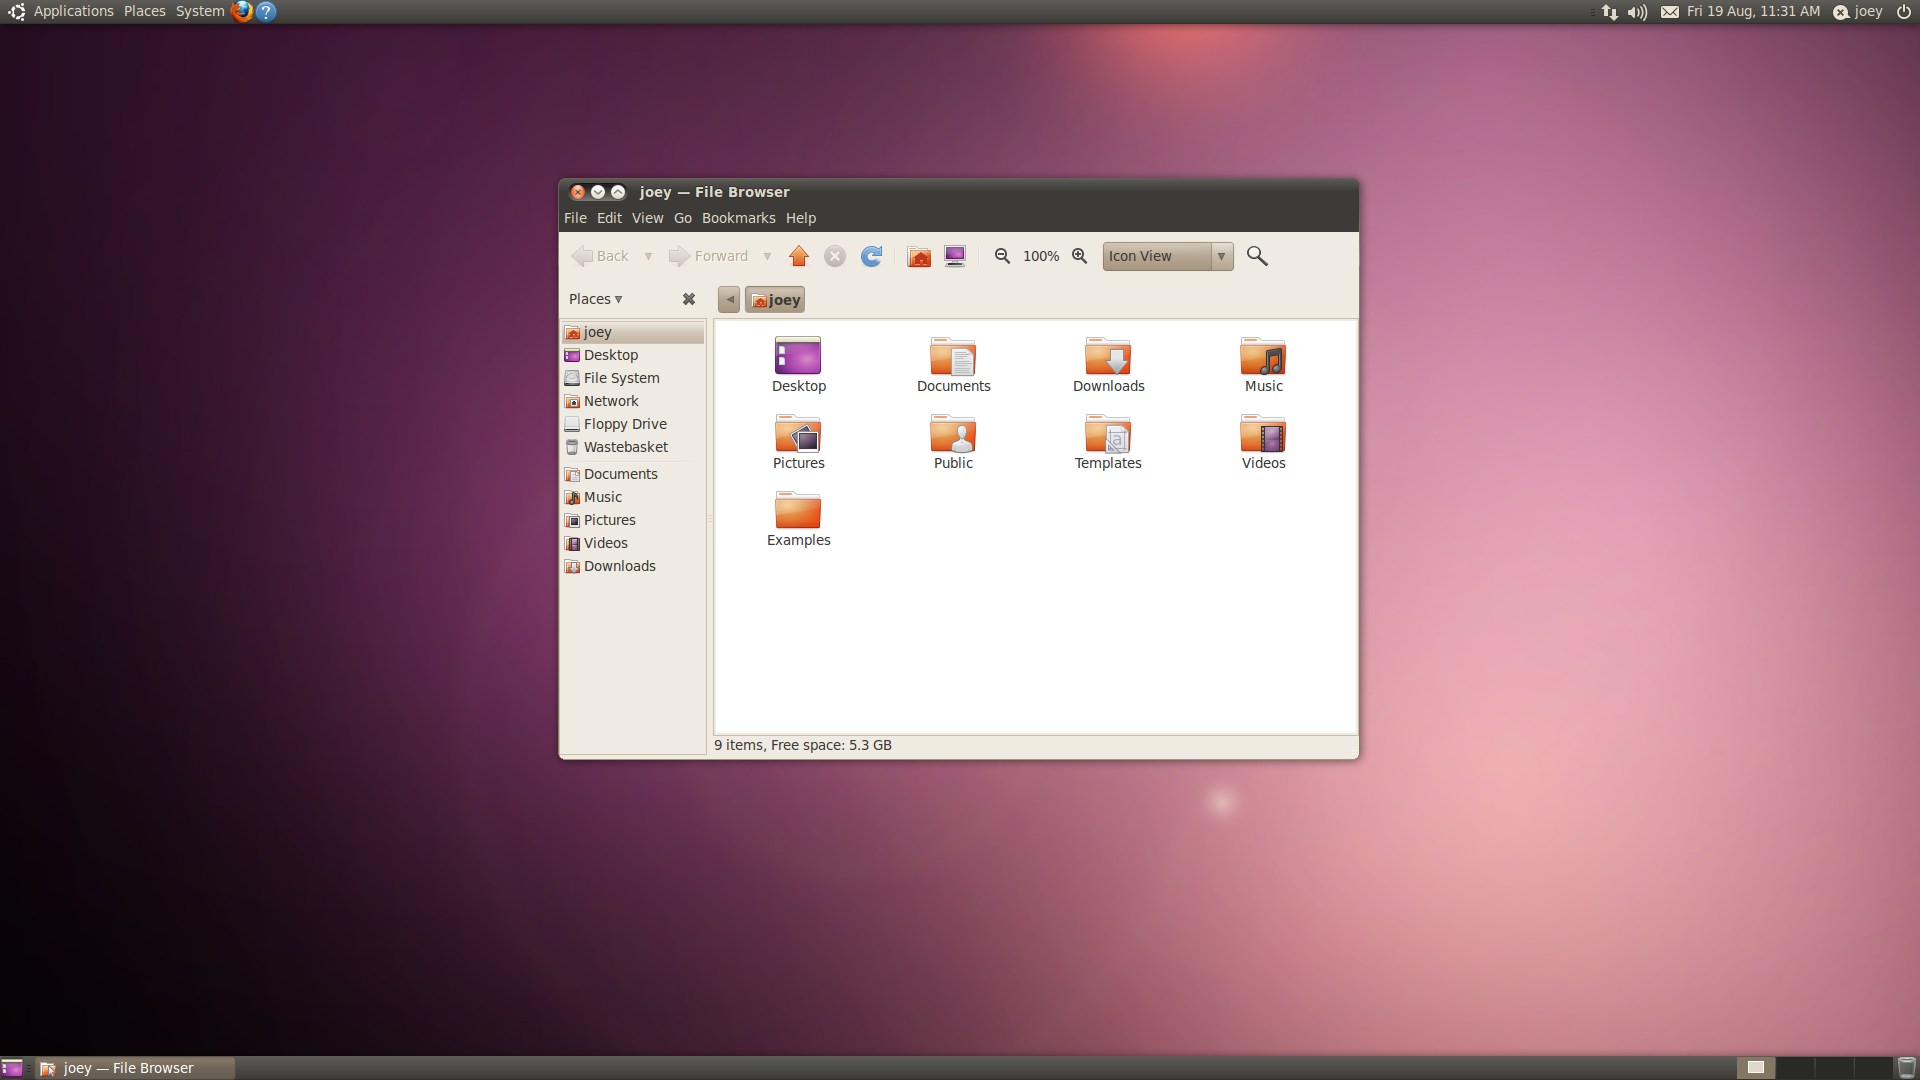 Applications Places System
Fri 19 Aug, 11:31 AM joey
joey — File Browser
File Edit View Go Bookmarks Help
Back Forward 100% Icon View
Places joey
joey
Desktop
File System
Network
Floppy Drive
Wastebasket
Documents
Music
Pictures
Videos
Downloads
Desktop Documents Downloads Music
Pictures Public Templates Videos
Examples
9 items, Free space: 5.3 GB
joey — File Browser